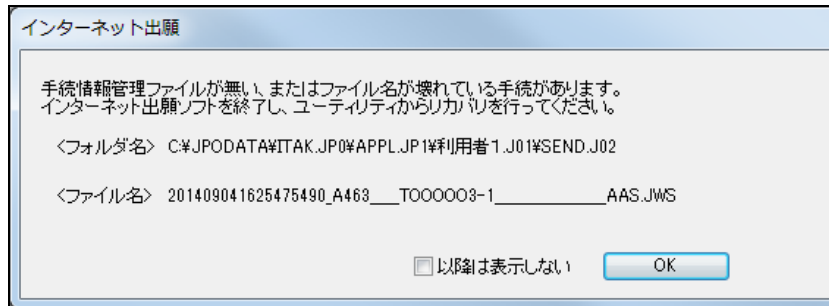 インターネット出願
手続情報管理ファイルが無い、またはファイル名が壊れている手続があります。
インターネット出願ソフトを終了し、ユーティリティからリカバリを行ってください。
<フォルダ名> C:¥JPODATA¥ITAK.JP0¥APPL.JP1¥利用者1.J01¥SEND.J02
<ファイル名> 201409041625475490_A463___TOOOOO3-1____________AAS.JWS
以降は表示しない
OK